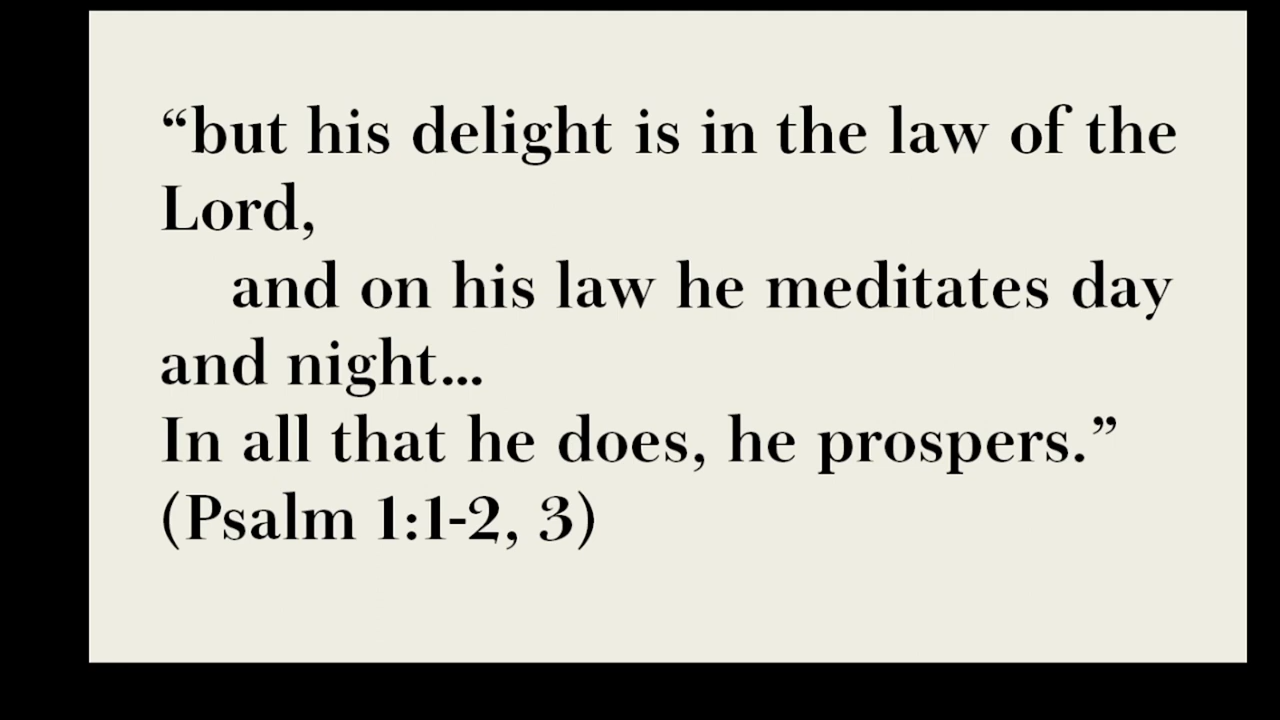 “but his delight is in the law of the
Lord,
and on his law he meditates day
and night…
In all that he does, he prospers.”
(Psalm 1:1-2, 3)